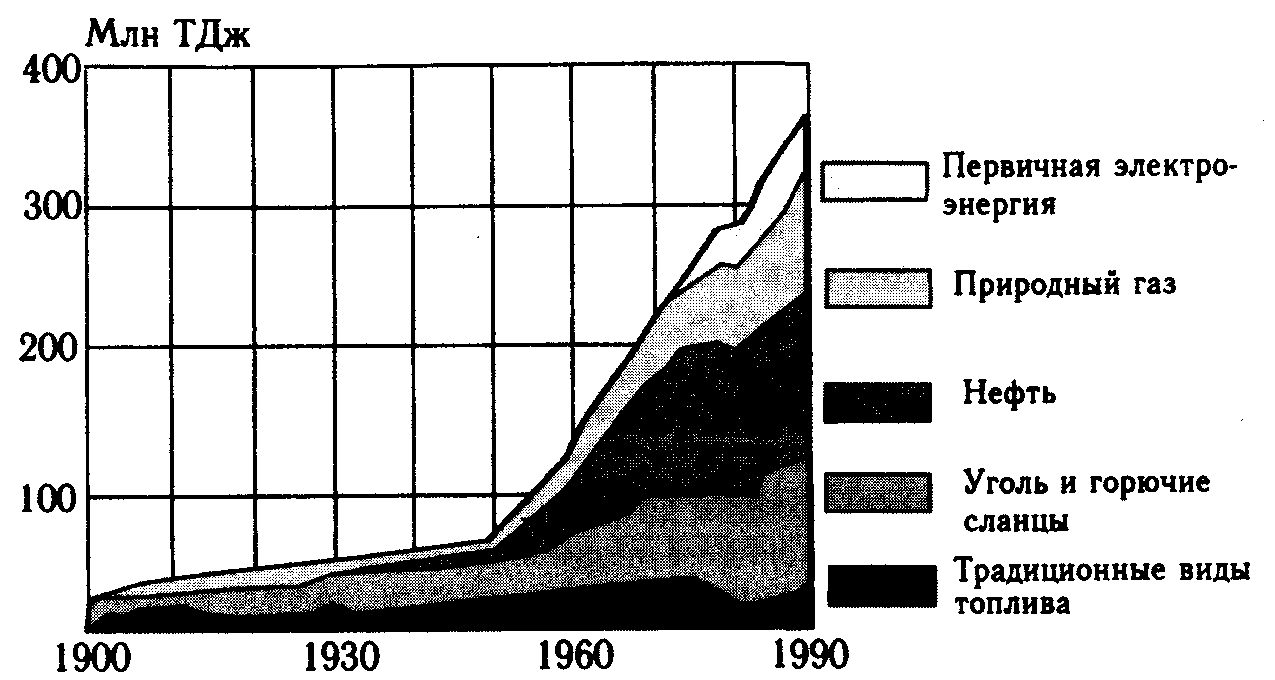 Млн ТДж
400
300
200
100
1900 1930 1960 1990
Первичная электро-
энергия
Природный газ
Нефть
Уголь и горючие
сланцы
Традиционные виды
топлива